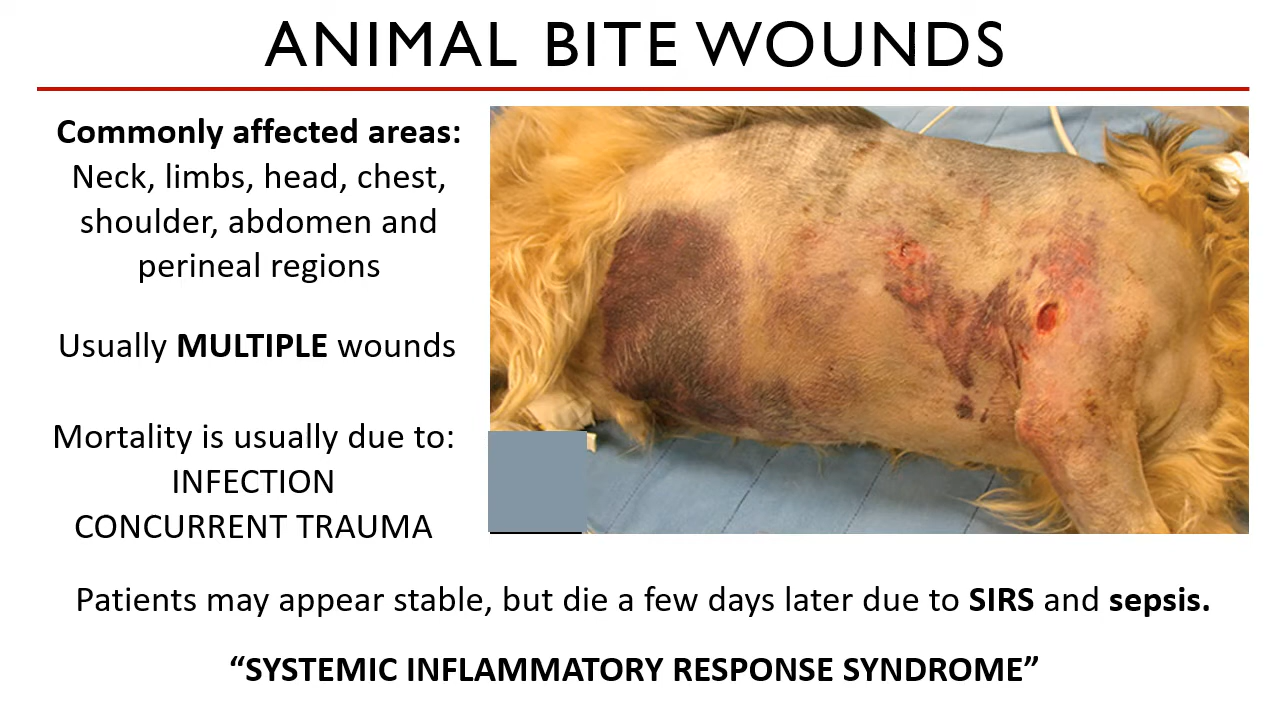 ANIMAL BITE WOUNDS
Commonly affected areas:
Neck, limbs, head, chest,
shoulder, abdomen and
perineal regions
Usually MULTIPLE wounds
Mortality is usually due to:
INFECTION
CONCURRENT TRAUMA
Patients may appear stable, but die a few days later due to SIRS and sepsis.
“SYSTEMIC INFLAMMATORY RESPONSE SYNDROME”